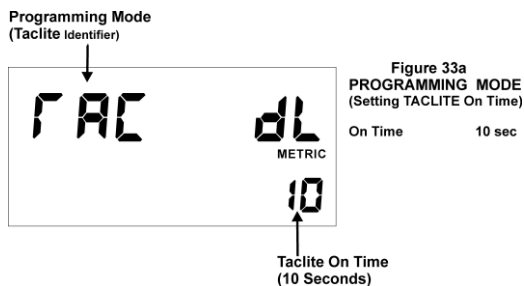 Programming Mode
(Taclite Identifier)
Figure 33a
PROGRAMMING MODE
(Setting TACLITE On Time)
On Time 10 sec
TAC dL
METRIC
10
Taclite On Time
(10 Seconds)